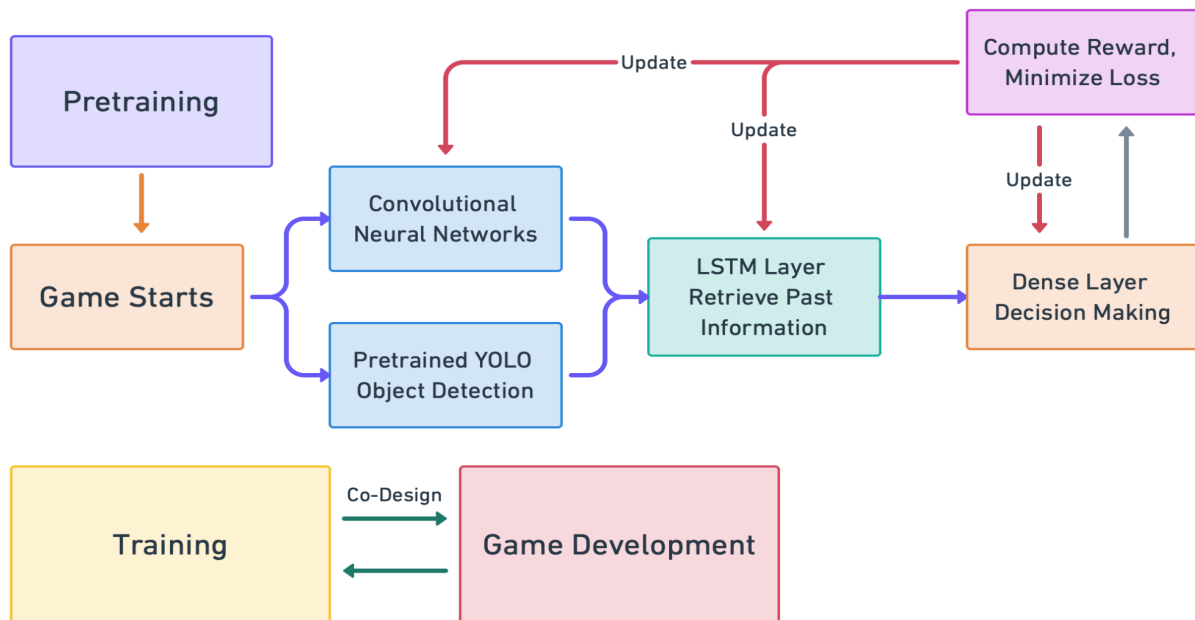 Pretraining
Game Starts
Convolutional
Neural Networks
Pretrained YOLO
Object Detection
Update
Update
Update
LSTM Layer
Retrieve Past
Information
Compute Reward,
Minimize Loss
Dense Layer
Decision Making
Training
Co-Design
Game Development